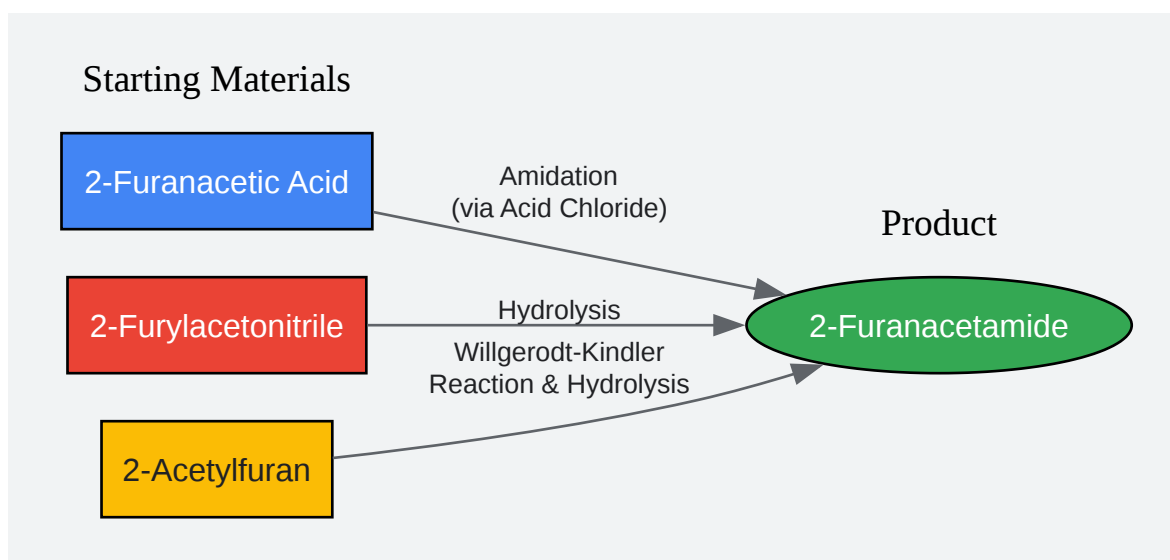 Starting Materials
2-Furanacetic Acid
Amidation
(via Acid Chloride)
Product
2-Furylacetonitrile
Hydrolysis
2-Furanacetamide
Willgerodt-Kindler
Reaction & Hydrolysis
2-Acetylfuran